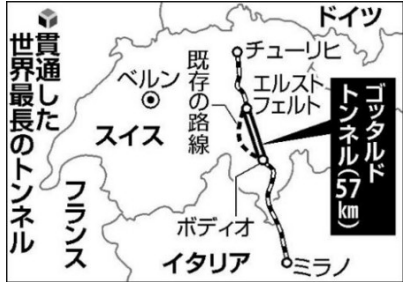 貫通した
世界最長のトンネル
ドイツ
チューリヒ
ベルン
既存の路線
エルスト
フェルト
スイス
ゴッタルド
トンネル(57
km)
ボディオ
フランス
イタリア
ミラノ